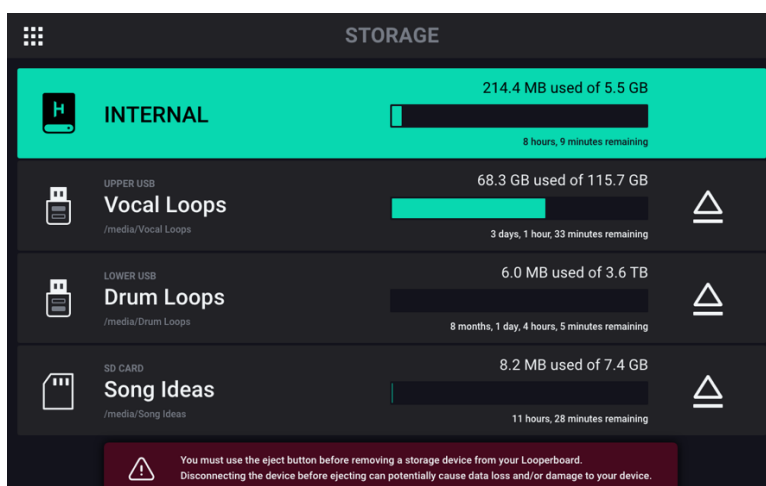 STORAGE
H
INTERNAL
214.4 MB used of 5.5 GB
8 hours, 9 minutes remaining
UPPER USB
Vocal Loops
/media/Vocal Loops
68.3 GB used of 115.7 GB
3 days, 1 hour, 33 minutes remaining
LOWER USB
Drum Loops
/media/Drum Loops
6.0 MB used of 3.6 TB
8 months, 1 day, 4 hours, 5 minutes remaining
SD CARD
Song Ideas
/media/Song Ideas
8.2 MB used of 7.4 GB
11 hours, 28 minutes remaining
You must use the eject button before removing a storage device from your Looperboard.
Disconnecting the device before ejecting can potentially cause data loss and/or damage to your device.